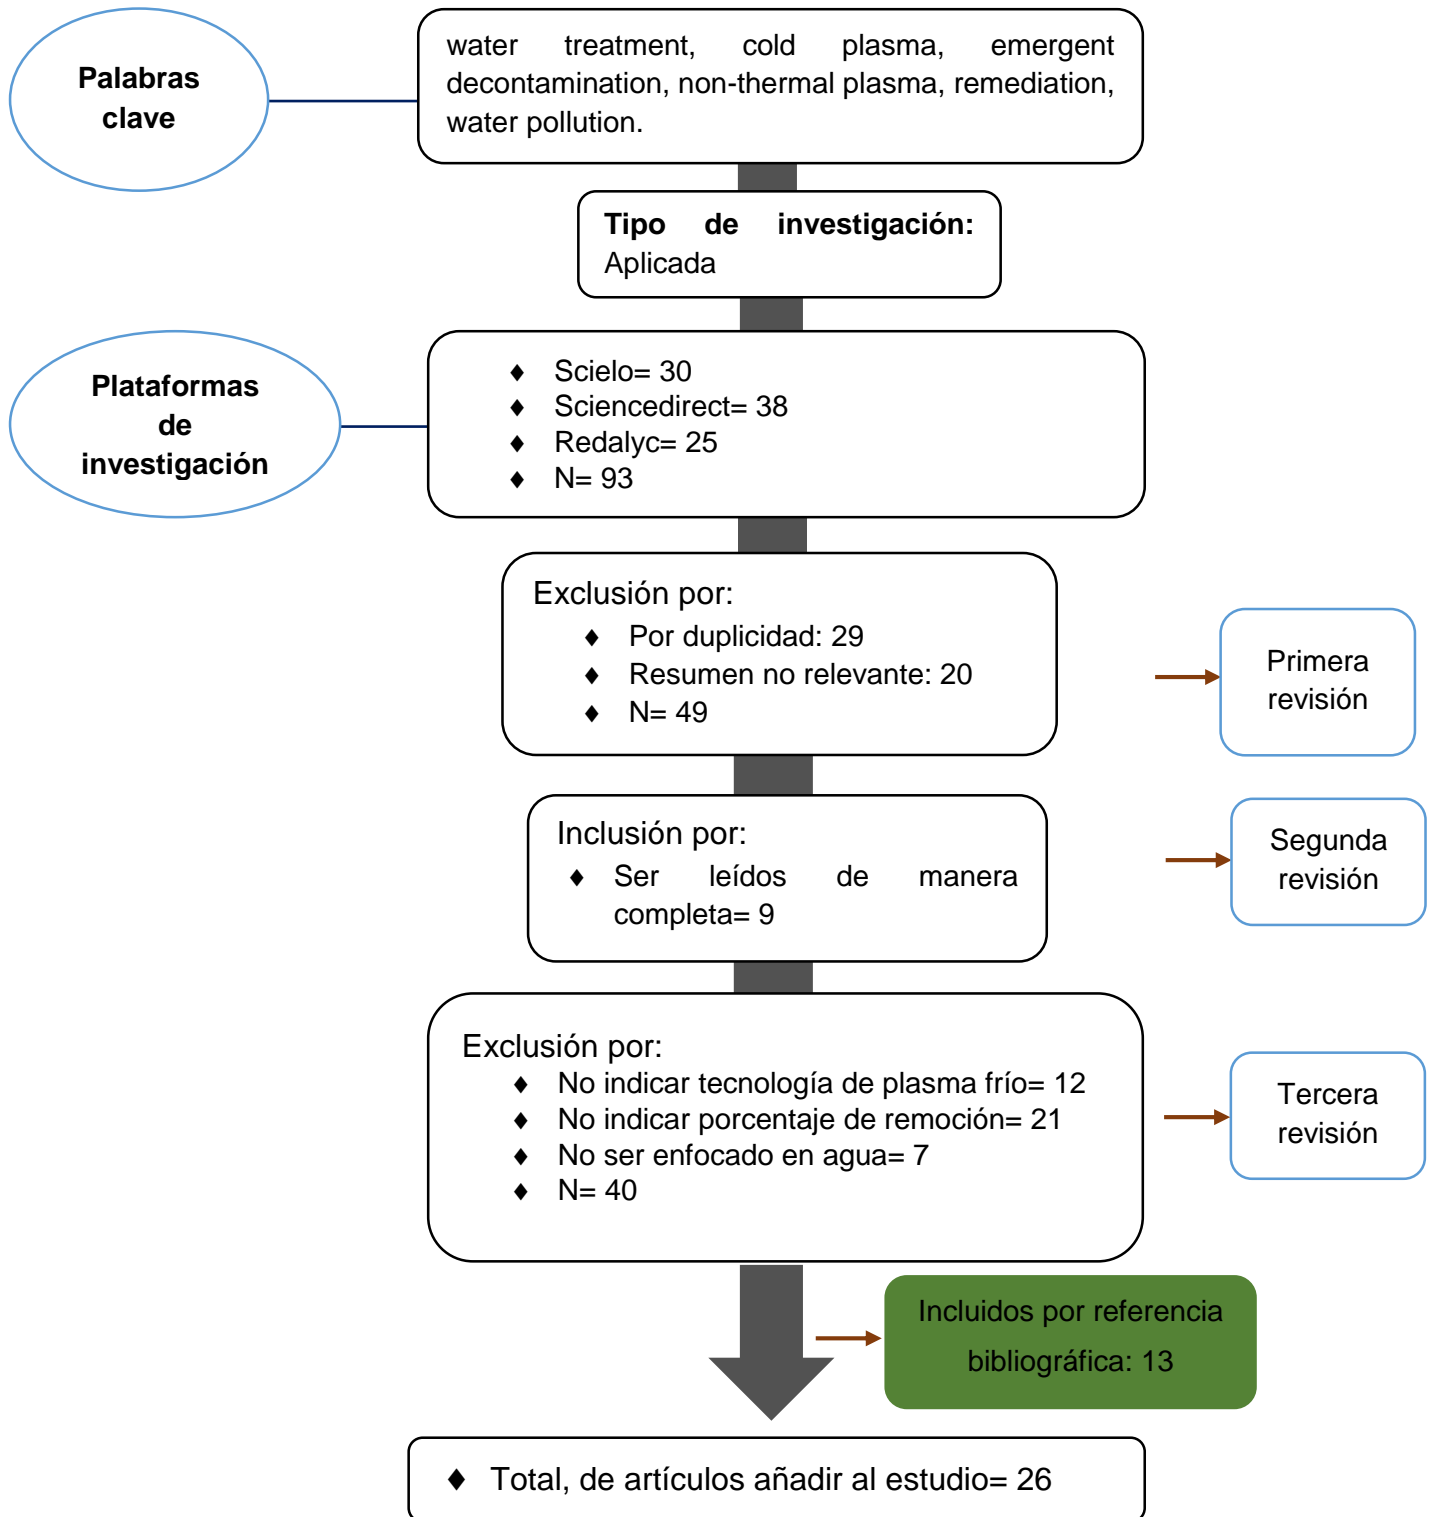 Palabras
clave
water treatment, cold plasma, emergent
decontamination, non-thermal plasma, remediation,
water pollution.
Tipo de investigación:
Aplicada
Plataformas
de
investigación
♦ Scielo= 30
♦ Sciencedirect= 38
♦ Redalyc= 25
♦ N= 93
Exclusión por:
♦ Por duplicidad: 29
♦ Resumen no relevante: 20
♦ N= 49
Primera
revisión
Inclusión por:
♦ Ser leídos de manera
completa= 9
Segunda
revisión
Exclusión por:
♦ No indicar tecnología de plasma frío= 12
♦ No indicar porcentaje de remoción= 21
♦ No ser enfocado en agua= 7
♦ N= 40
Tercera
revisión
Incluidos por referencia
bibliográfica: 13
♦ Total, de artículos añadir al estudio= 26